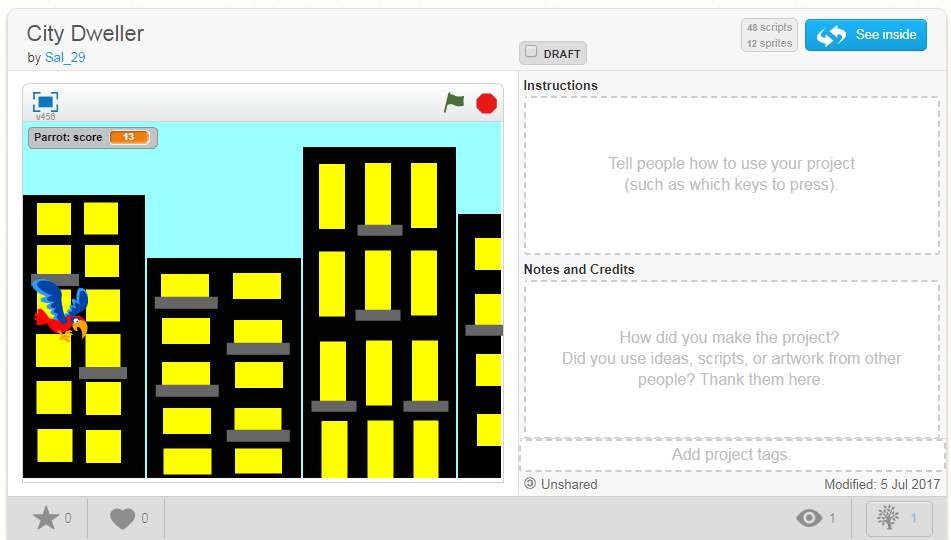 City Dweller
by Sal_29
DRAFT
48 scripts
12 sprites
See inside
v456
Parrot: score 13
Instructions
Tell people how to use your project
(such as which keys to press).
Notes and Credits
How did you make the project?
Did you use ideas, scripts, or artwork from other
people? Thank them here.
Add project tags.
Unshared
Modified: 5 Jul 2017
0
0
1
1